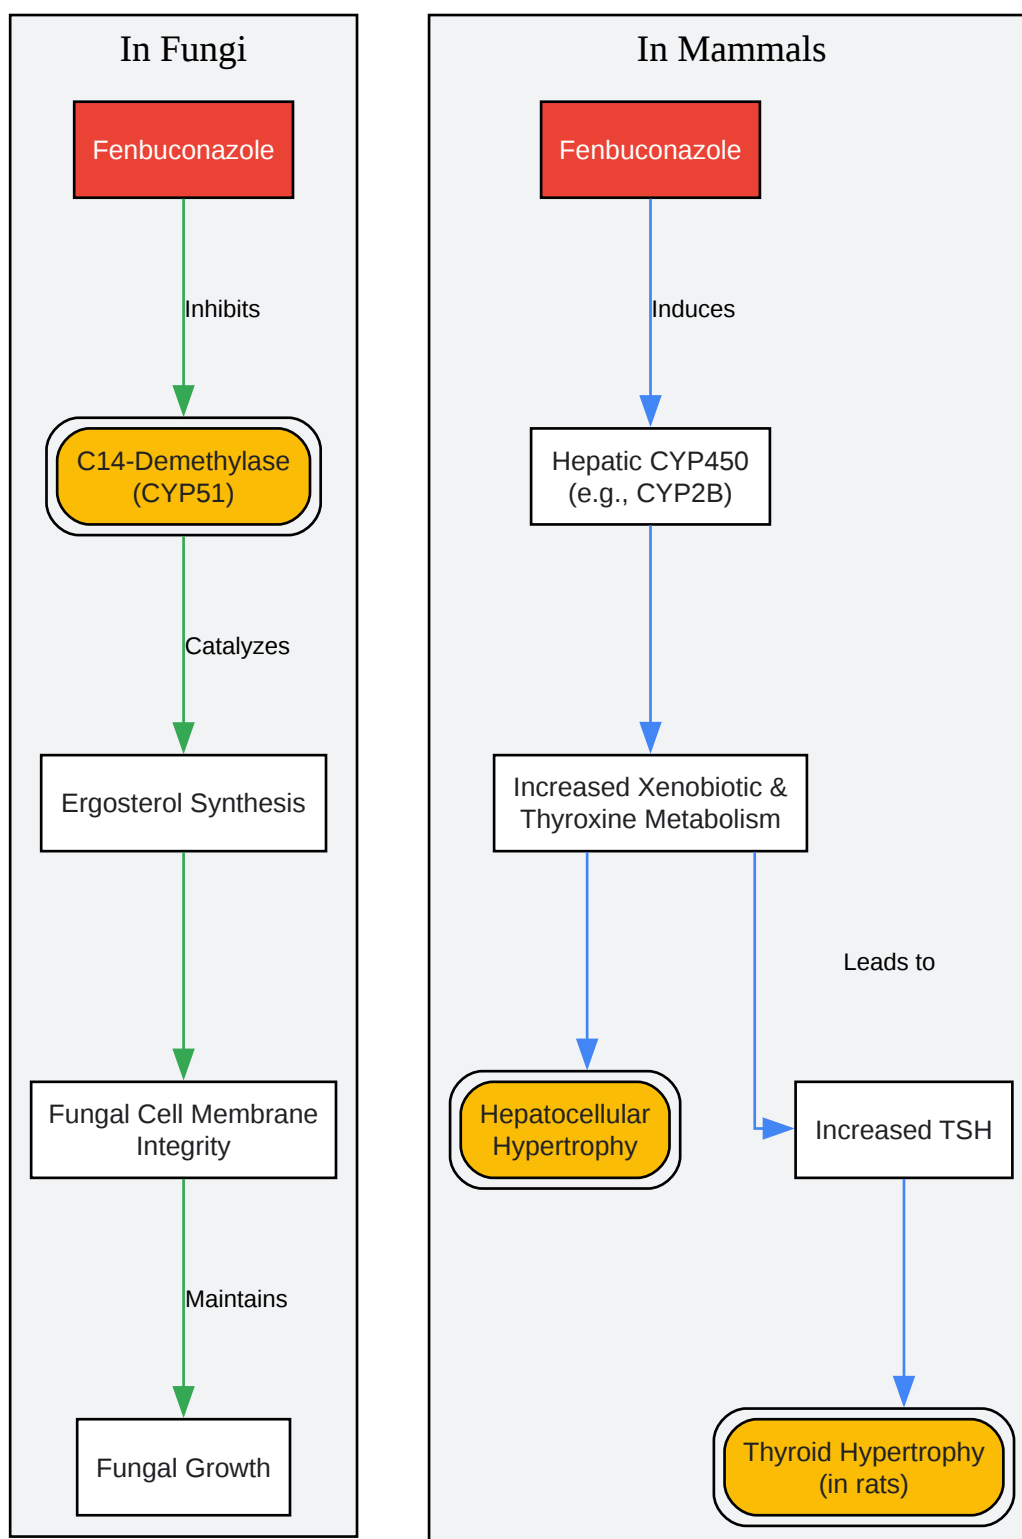 In Fungi
Fenbuconazole
Inhibits
C14-Demethylase
(CYP51)
Catalyzes
Ergosterol Synthesis
Fungal Cell Membrane
Integrity
Maintains
Fungal Growth
In Mammals
Fenbuconazole
Induces
Hepatic CYP450
(e.g., CYP2B)
Increased Xenobiotic &
Thyroxine Metabolism
Leads to
Hepatocellular
Hypertrophy
Increased TSH
Thyroid Hypertrophy
(in rats)